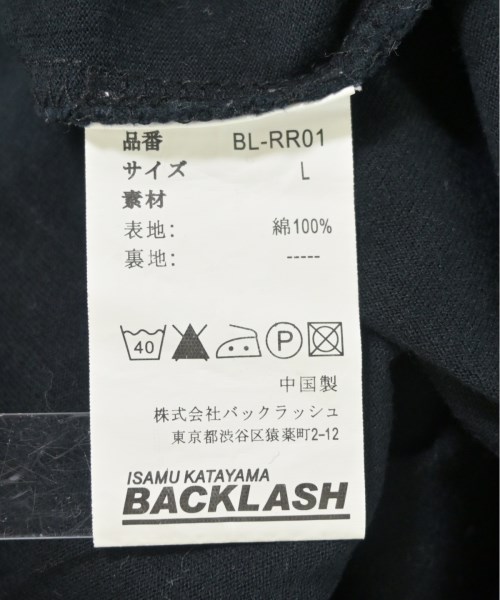 品番 BL-RR01
サイズ L
素材
表地: 綿100%
裏地: -----
40 P
中国製
株式会社バックラッシュ
東京都渋谷区猿薬町2-12
ISAMU KATAYAMA
BACKLASH